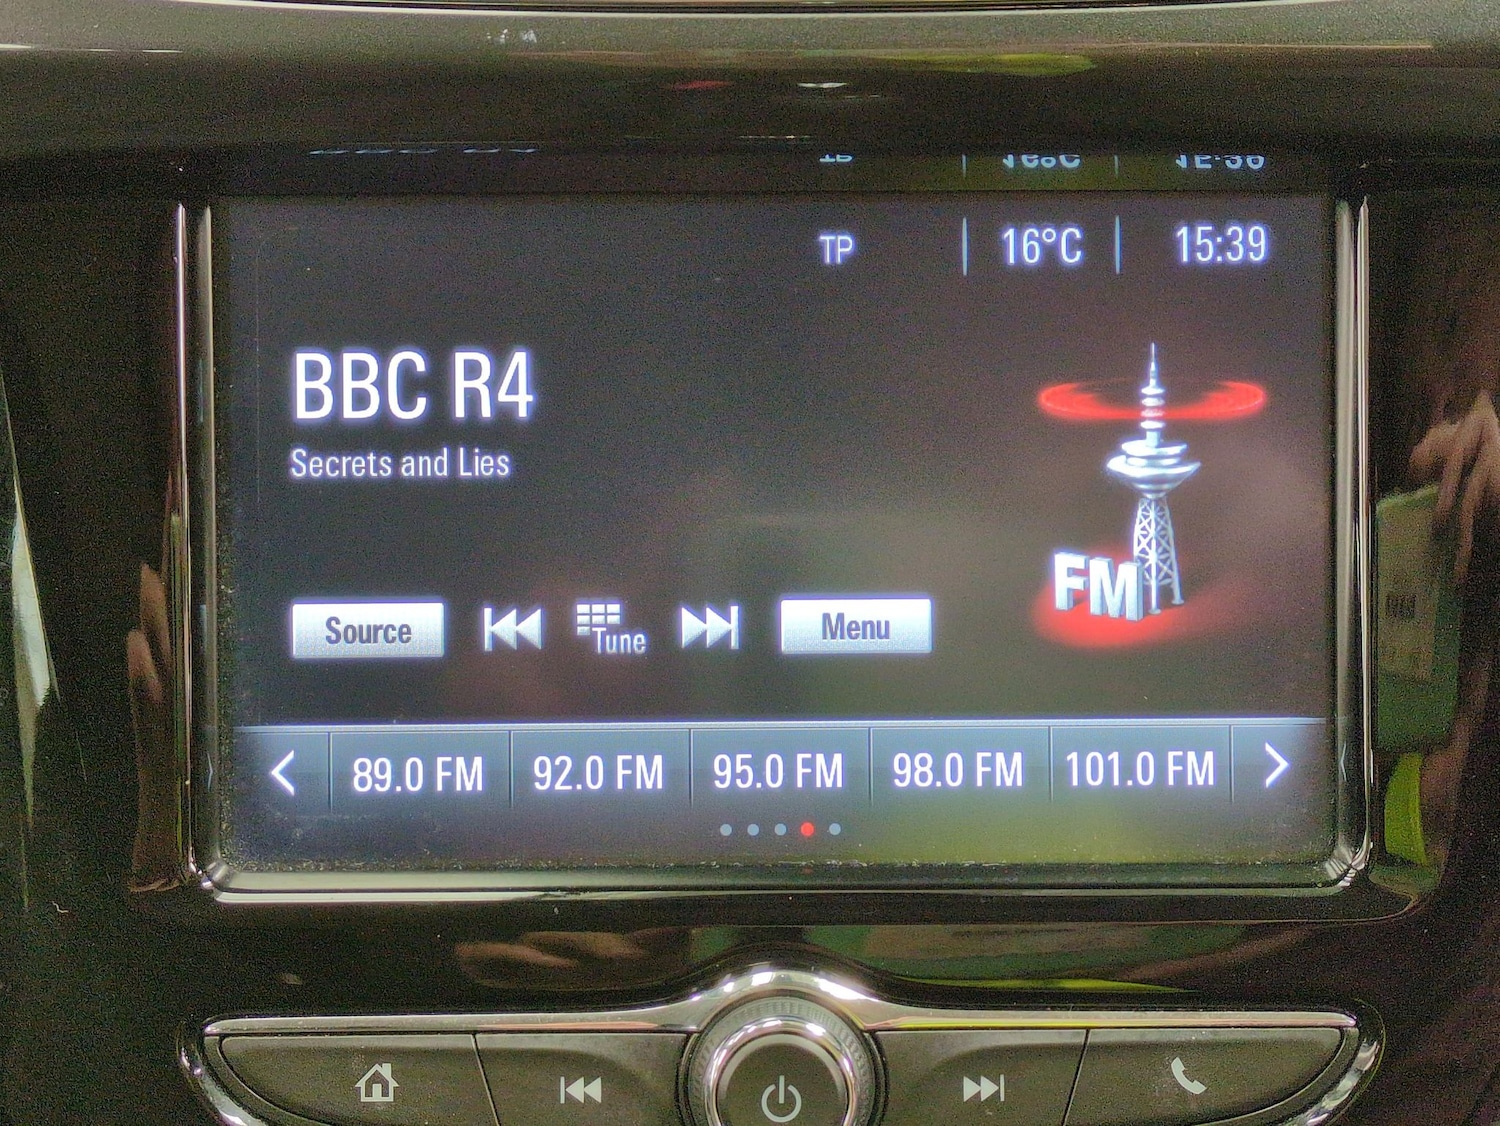 TP 16°C 15:39
BBC R4
Secrets and Lies
FM
Source Tune Menu
89.0 FM 92.0 FM 95.0 FM 98.0 FM 101.0 FM